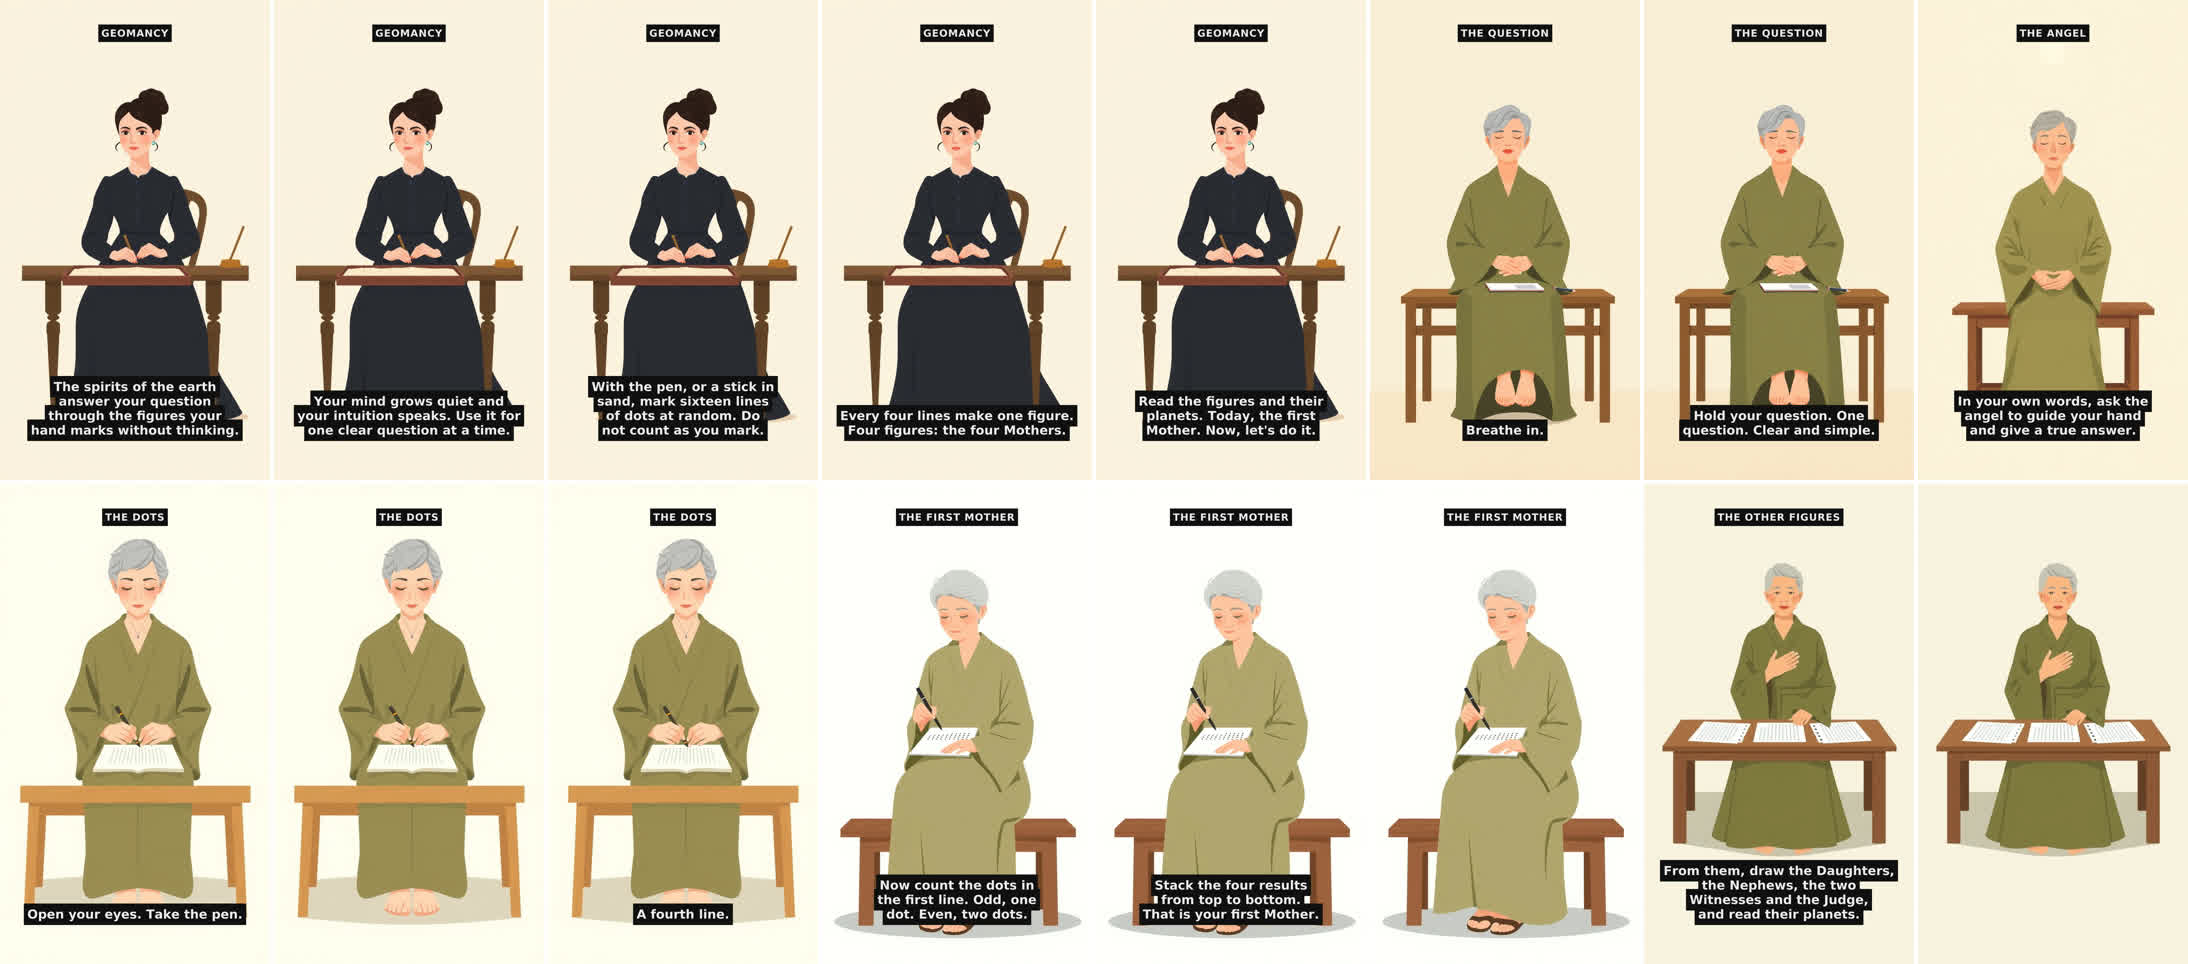 GEOMANCY
The spirits of the earth
answer your question
through the figures your
hand marks without thinking.
GEOMANCY
Your mind grows quiet and
your intuition speaks. Use it for
one clear question at a time.
GEOMANCY
With the pen, or a stick in
sand, mark sixteen lines
of dots at random. Do
not count as you mark.
GEOMANCY
Every four lines make one figure.
Four figures: the four Mothers.
GEOMANCY
Read the figures and their
planets. Today, the first
Mother. Now, let's do it.
THE QUESTION
Breathe in.
THE QUESTION
Hold your question. One
question. Clear and simple.
THE ANGEL
In your own words, ask the
angel to guide your hand
and give a true answer.
THE DOTS
Open your eyes. Take the pen.
THE DOTS
THE DOTS
A fourth line.
THE FIRST MOTHER
Now count the dots in
the first line. Odd, one
dot. Even, two dots.
THE FIRST MOTHER
Stack the four results
from top to bottom.
That is your first Mother.
THE FIRST MOTHER
THE OTHER FIGURES
From them, draw the Daughters,
the Nephews, the two
Witnesses and the Judge,
and read their planets.